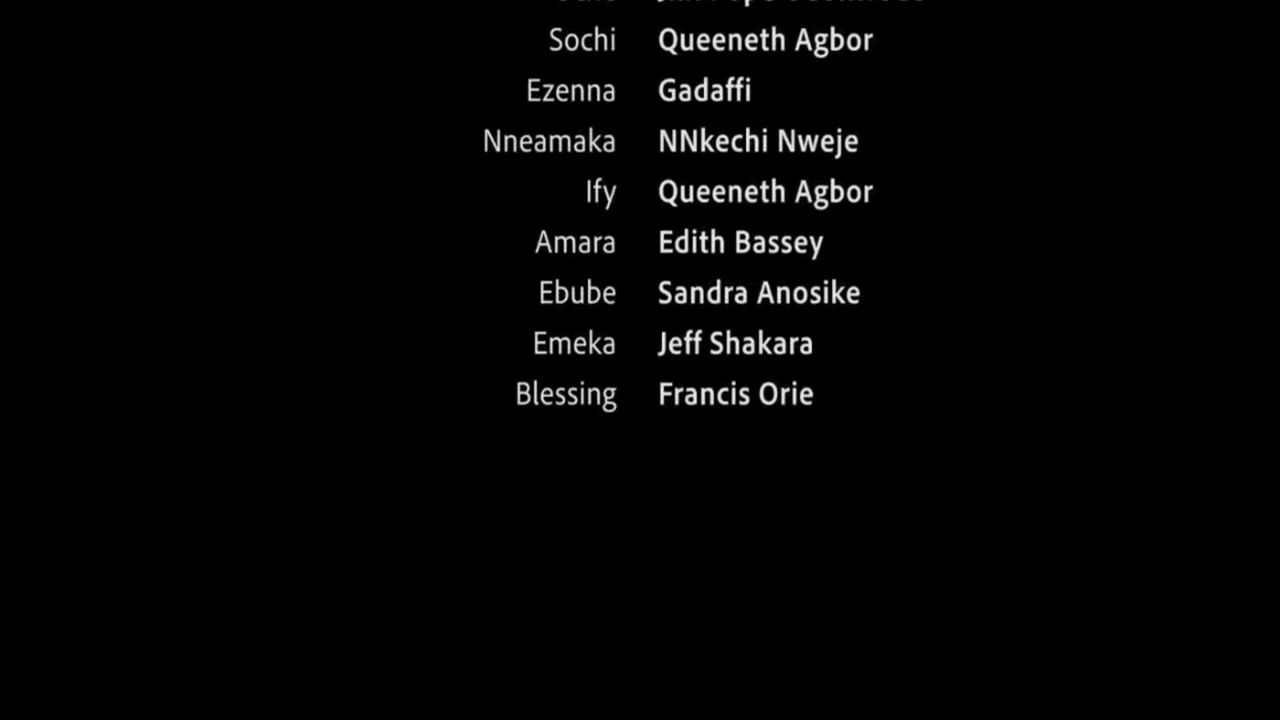 Sochi Queeneth Agbor
Ezenna Gadaffi
Nneamaka NNkechi Nweje
Ify Queeneth Agbor
Amara Edith Bassey
Ebube Sandra Anosike
Emeka Jeff Shakara
Blessing Francis Orie